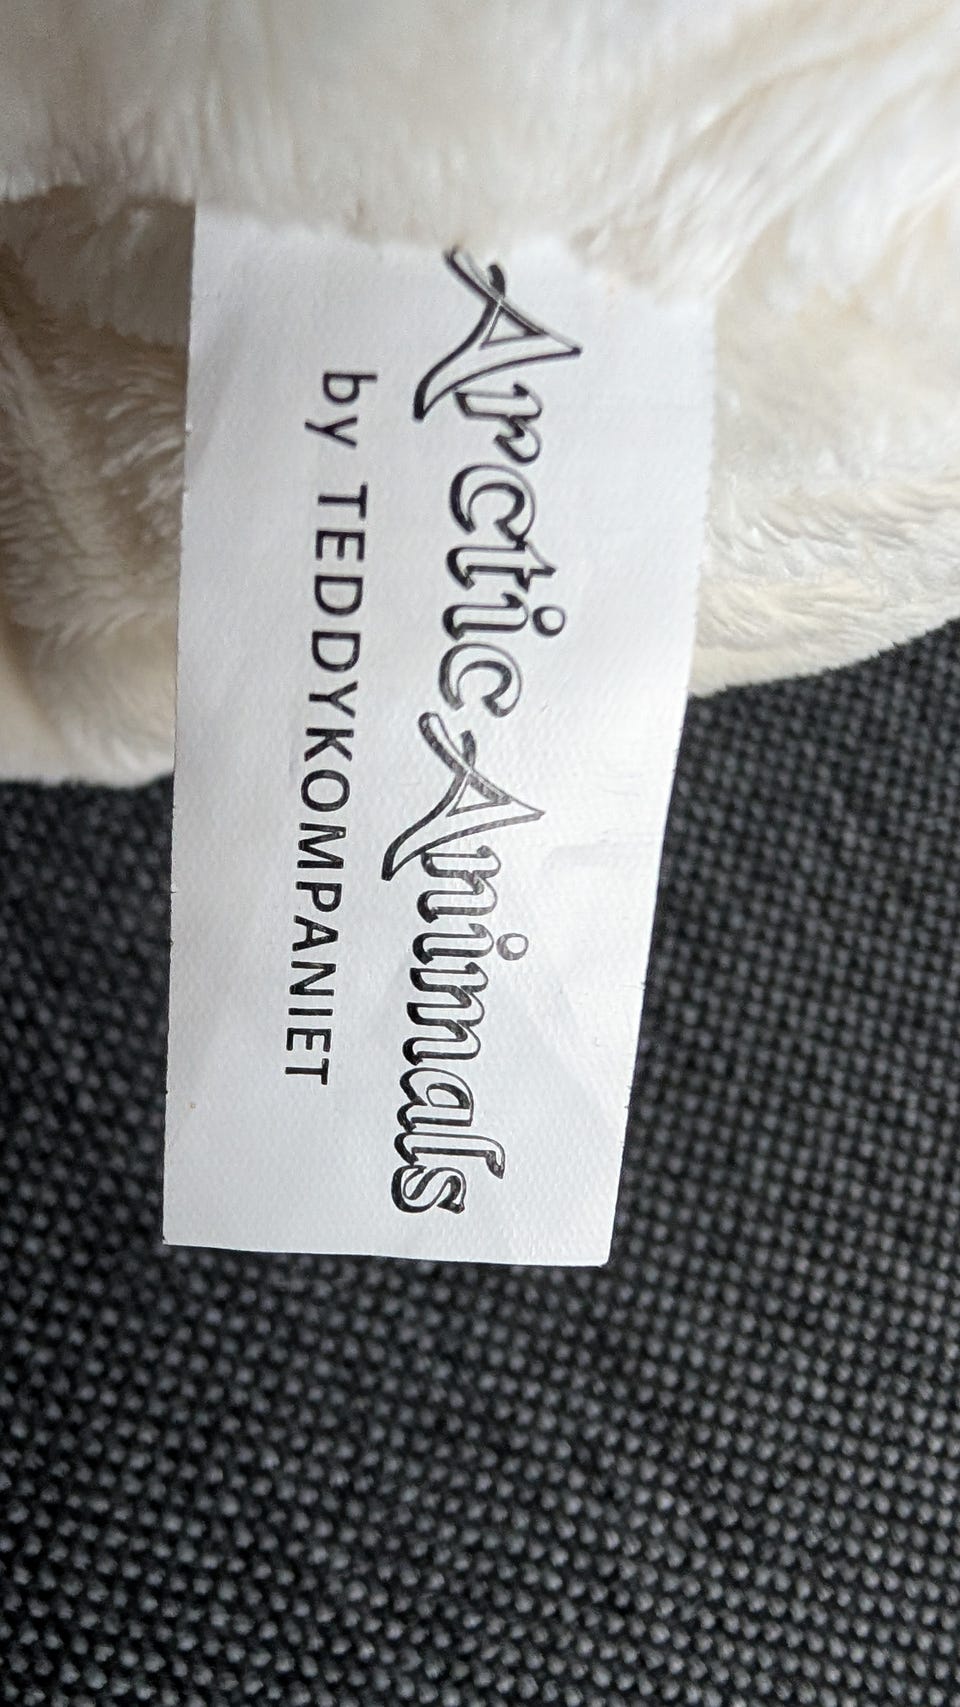 Arctic Animals
by TEDDYKOMPANIET